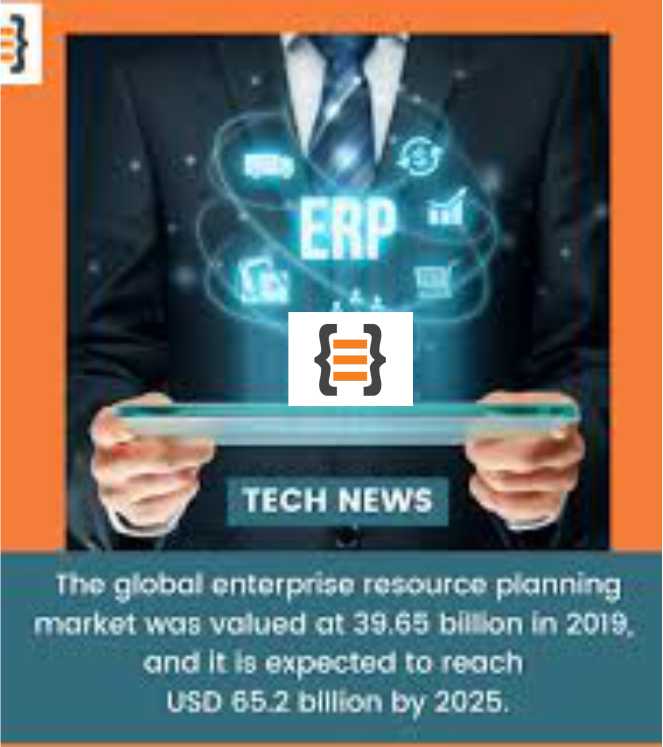 ERP
TECH NEWS
The global enterprise resource planning
market was valued at 39.65 billion in 2019,
and it is expected to reach
USD 65.2 billion by 2025.